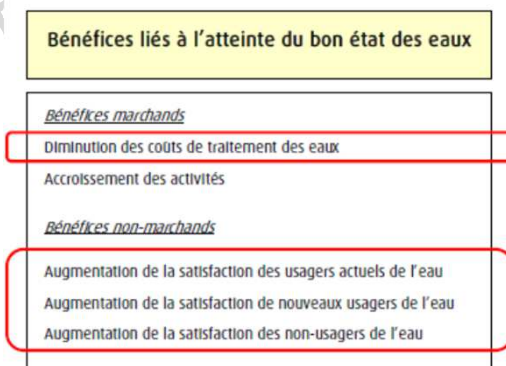 Bénéfices liés à l'atteinte du bon état des eaux
Bénéfices marchands
Diminution des coûts de traitement des eaux
Accroissement des activités
Bénéfices non-marchands
Augmentation de la satisfaction des usagers actuels de l'eau
Augmentation de la satisfaction de nouveaux usagers de l'eau
Augmentation de la satisfaction des non-usagers de l'eau